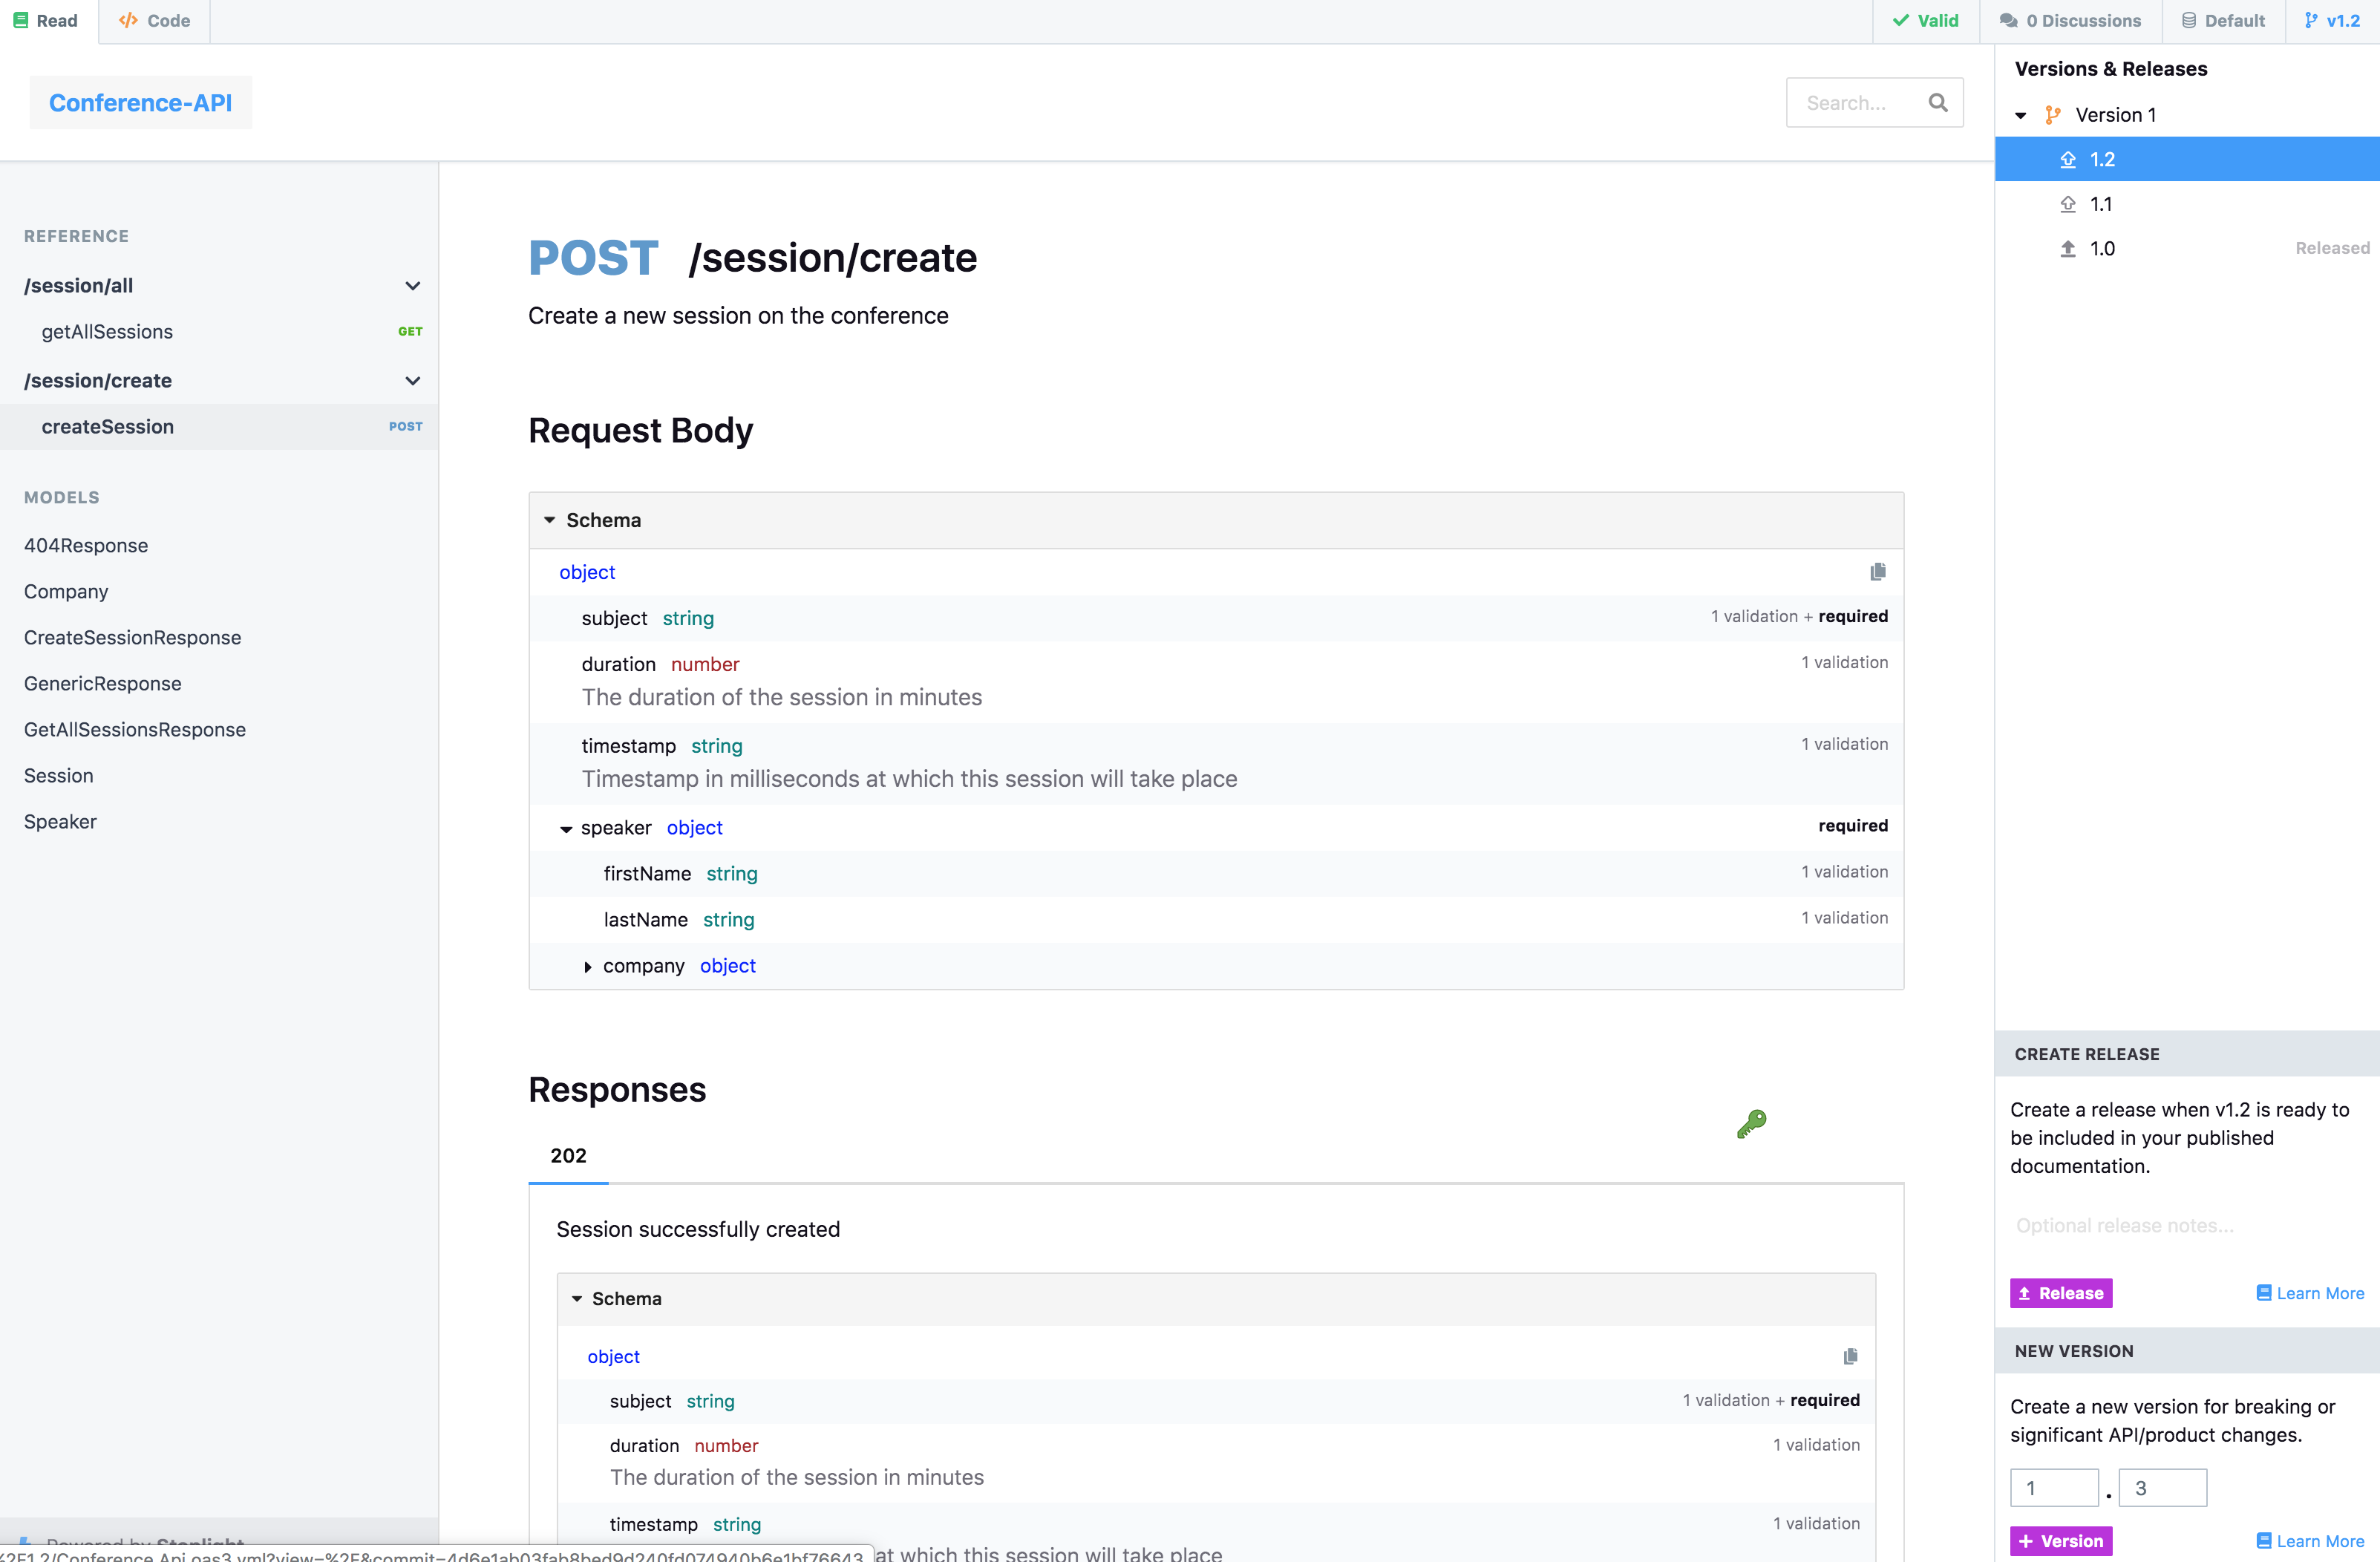 Read
Code
Valid
0 Discussions
Default
v1.2
Conference-API
Search...
REFERENCE
/session/all
getAllSessions GET
/session/create
createSession POST
MODELS
404Response
Company
CreateSessionResponse
GenericResponse
GetAllSessionsResponse
Session
Speaker
POST /session/create
Create a new session on the conference
Request Body
Schema
object
subject string 1 validation + required
duration number 1 validation
The duration of the session in minutes
timestamp string 1 validation
Timestamp in milliseconds at which this session will take place
speaker object required
firstName string 1 validation
lastName string 1 validation
company object
Responses
202
Session successfully created
Schema
object
subject string 1 validation + required
duration number 1 validation
The duration of the session in minutes
timestamp string 1 validation
at which this session will take place
Powered by Stoplight
%2F1.2/Conference.Api.oas3.yml?view=%2F&commit=4d6e1ab03fab8bed9d240fd074940b6e1bf76643
Versions & Releases
Version 1
1.2
1.1
1.0 Released
CREATE RELEASE
Create a release when v1.2 is ready to
be included in your published
documentation.
Optional release notes...
Release Learn More
NEW VERSION
Create a new version for breaking or
significant API/product changes.
1 . 3
+ Version Learn More